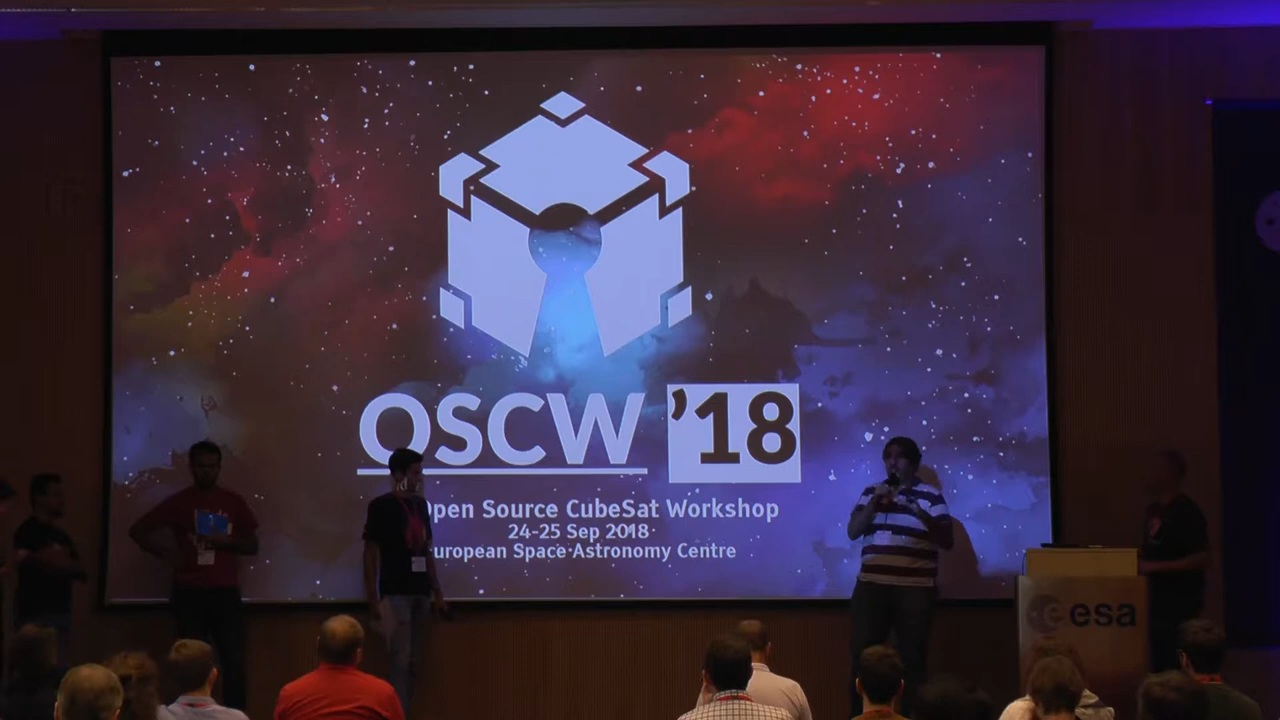 OSCW '18
Open Source CubeSat Workshop
24-25 Sep 2018
European Space Astronomy Centre
esa